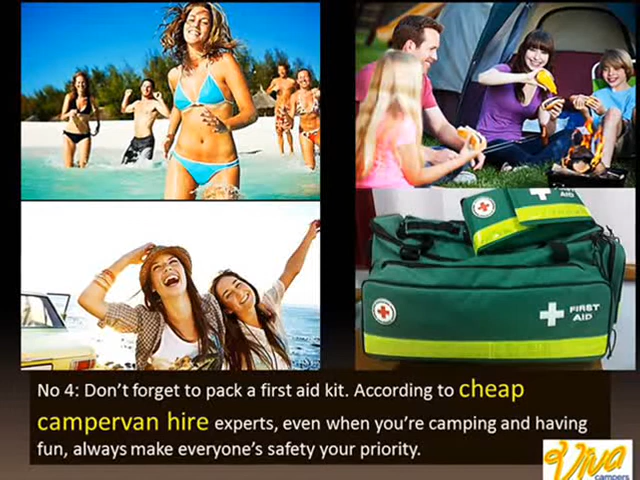 AID
FIRST
AID
No 4: Don't forget to pack a first aid kit. According to cheap
campervan hire experts, even when you're camping and having
fun, always make everyone's safety your priority.
Viva
campers